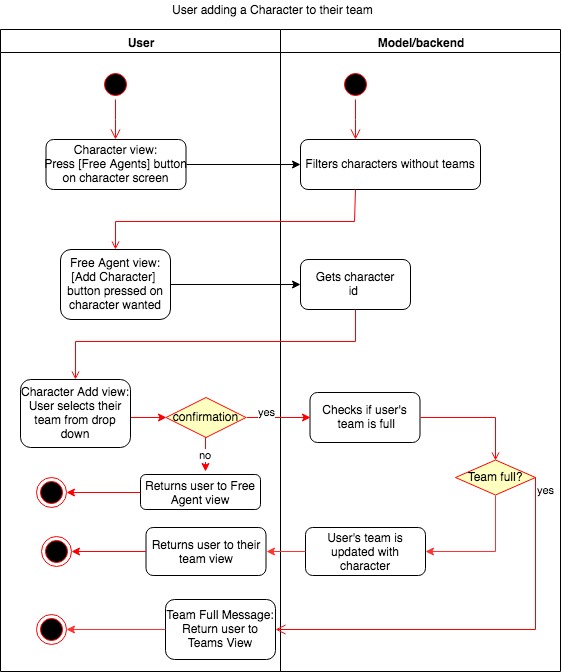 User adding a Character to their team
User
Model/backend
Character view:
Press [Free Agents] button
on character screen
Filters characters without teams
Free Agent view:
[Add Character]
button pressed on
character wanted
Gets character
id
Character Add view:
User selects their
team from drop
down
confirmation
yes
Checks if user's
team is full
no
Team full?
yes
Returns user to Free
Agent view
Returns user to their
team view
User's team is
updated with
character
Team Full Message:
Return user to
Teams View